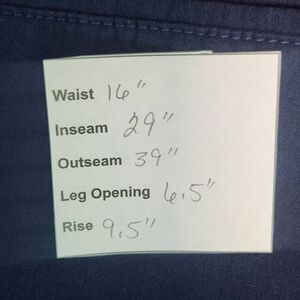 Waist 16"
Inseam 29"
Outseam 39"
Leg Opening 6.5"
Rise 9.5"